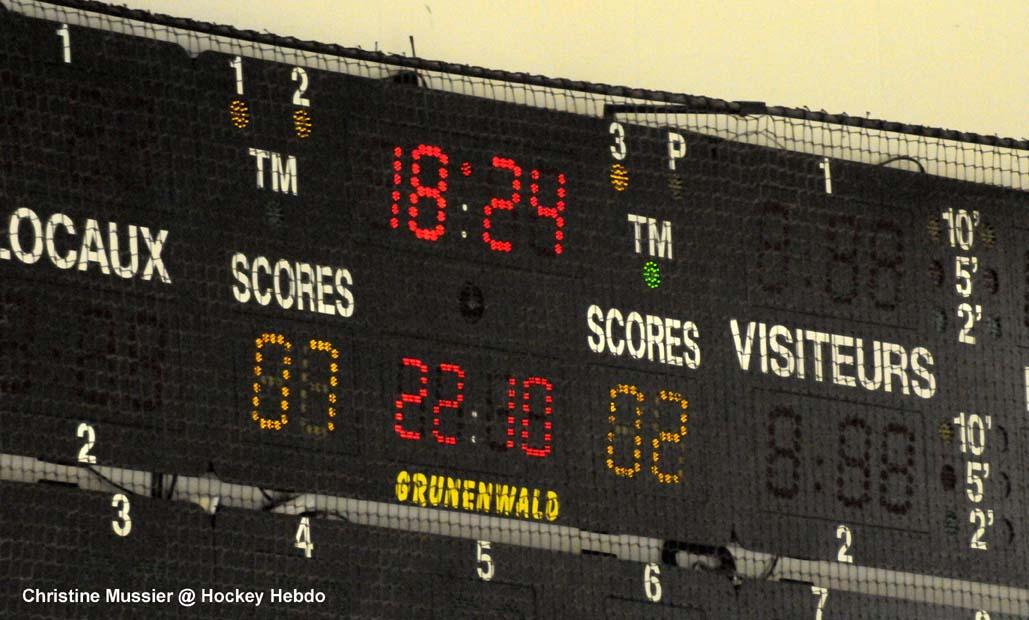 1
1 2
3 P
1
TM
18:24
TM
10'
5'
2'
LOCAUX
SCORES
SCORES
VISITEURS
07
22:10
02
10'
5'
2'
2
GRUNENWALD
2
3
4
5
6
7
Christine Mussier @ Hockey Hebdo